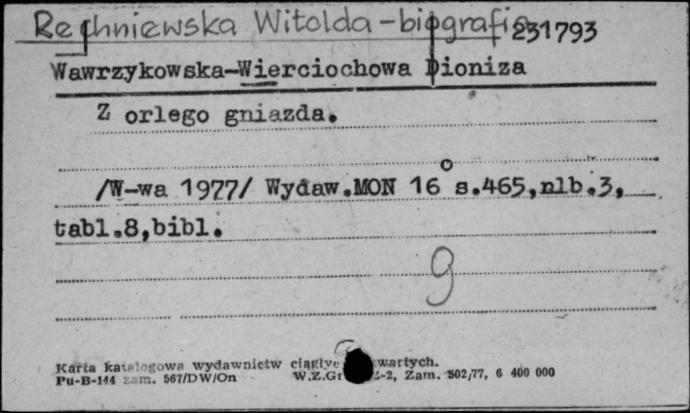 Rechniewska Witolda - biografia 231793
Wawrzykowska-Wierciochowa Dioniza
Z orlego gniazda.
/W-wa 1977/ Wydaw.MON 16° s.465,nlb.3,
tabl.8,bibl.
9
Karta katalogowa wydawnictw ciągłyc wartych.
Pu-B-144 zam. 567/DW/On W.Z.Gr -2, Zam. 502/77, 6 400 000